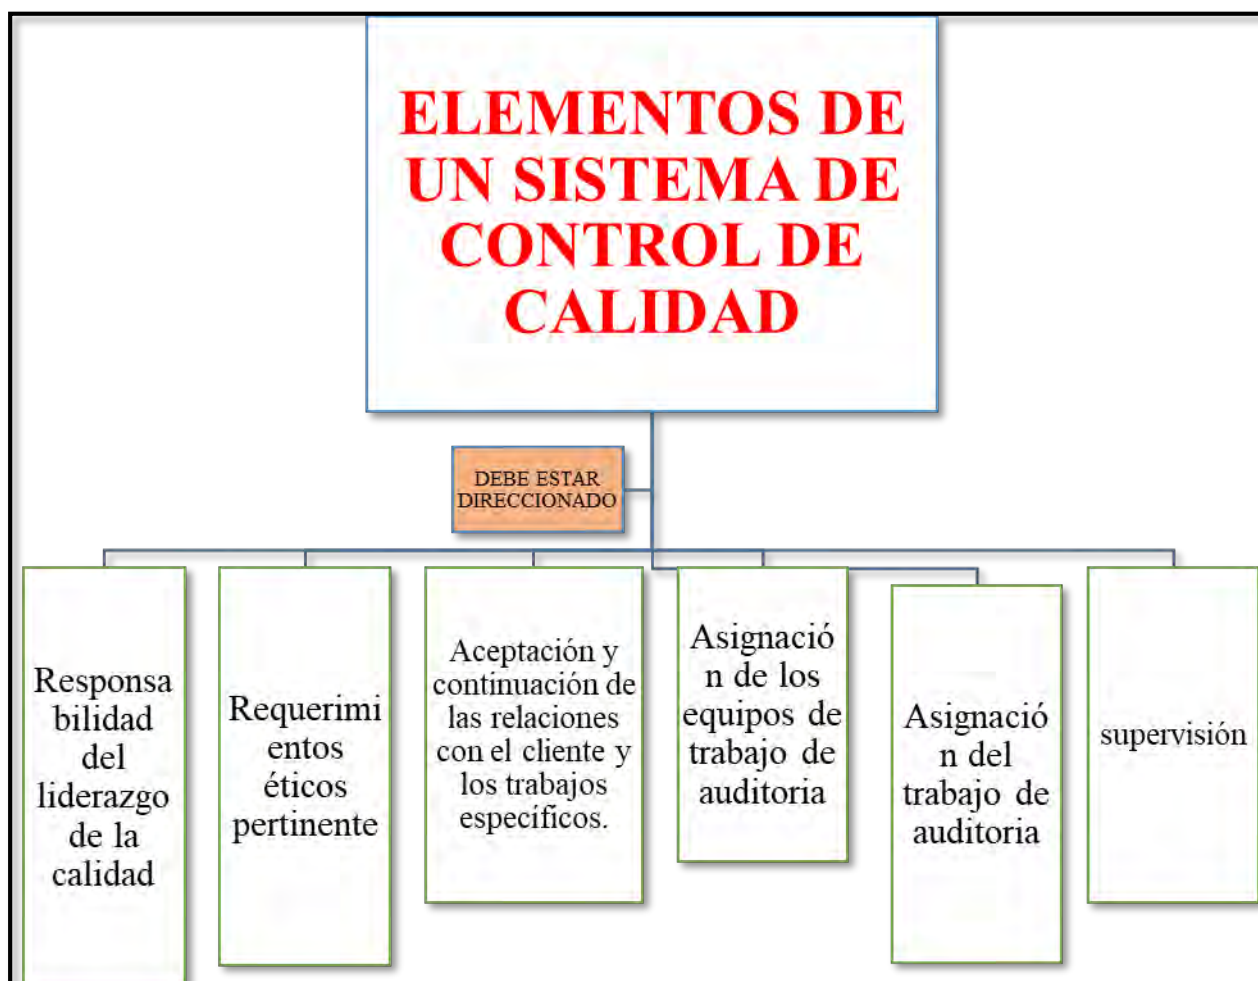 ELEMENTOS DE
UN SISTEMA DE
CONTROL DE
CALIDAD
DEBE ESTAR
DIRECCIONADO
Responsa
bilidad
del
liderazgo
de la
calidad
Requerimi
entos
éticos
pertinente
Aceptación y
continuación de
las relaciones
con el cliente y
los trabajos
específicos.
Asignació
n de los
equipos de
trabajo de
auditoria
Asignació
n del
trabajo de
auditoria
supervisión